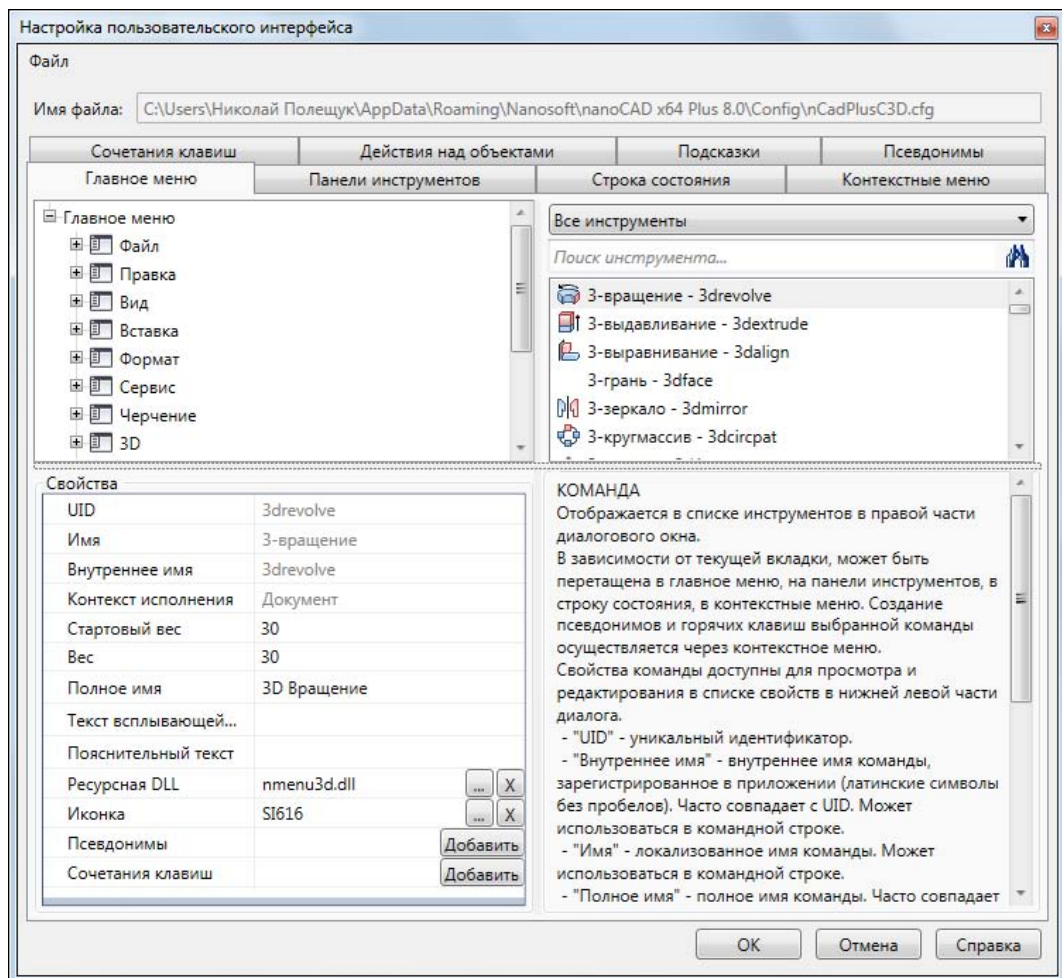 Настройка пользовательского интерфейса
Файл
Имя файла: C:\Users\Николай Полещук\AppData\Roaming\Nanosoft\nanoCAD x64 Plus 8.0\Config\nCadPlusC3D.cfg
Сочетания клавиш Действия над объектами Подсказки Псевдонимы
Главное меню Панели инструментов Строка состояния Контекстные меню
Главное меню
Файл
Правка
Вид
Вставка
Формат
Сервис
Черчение
3D
Все инструменты
Поиск инструмента...
3-вращение - 3drevolve
3-выдавливание - 3dextrude
3-выравнивание - 3dalign
3-грань - 3dface
3-зеркало - 3dmirror
3-кругмассив - 3dcircpat
Свойства
UID 3drevolve
Имя 3-вращение
Внутреннее имя 3drevolve
Контекст исполнения Документ
Стартовый вес 30
Вес 30
Полное имя 3D Вращение
Текст всплывающей...
Пояснительный текст
Ресурсная DLL nmenu3d.dll ... X
Иконка SI616 ... X
Псевдонимы Добавить
Сочетания клавиш Добавить
КОМАНДА
Отображается в списке инструментов в правой части
диалогового окна.
В зависимости от текущей вкладки, может быть
перетащена в главное меню, на панели инструментов, в
строку состояния, в контекстные меню. Создание
псевдонимов и горячих клавиш выбранной команды
осуществляется через контекстное меню.
Свойства команды доступны для просмотра и
редактирования в списке свойств в нижней левой части
диалога.
- "UID" - уникальный идентификатор.
- "Внутреннее имя" - внутреннее имя команды,
зарегистрированное в приложении (латинские символы
без пробелов). Часто совпадает с UID. Может
использоваться в командной строке.
- "Имя" - локализованное имя команды. Может
использоваться в командной строке.
- "Полное имя" - полное имя команды. Часто совпадает
ОК Отмена Справка